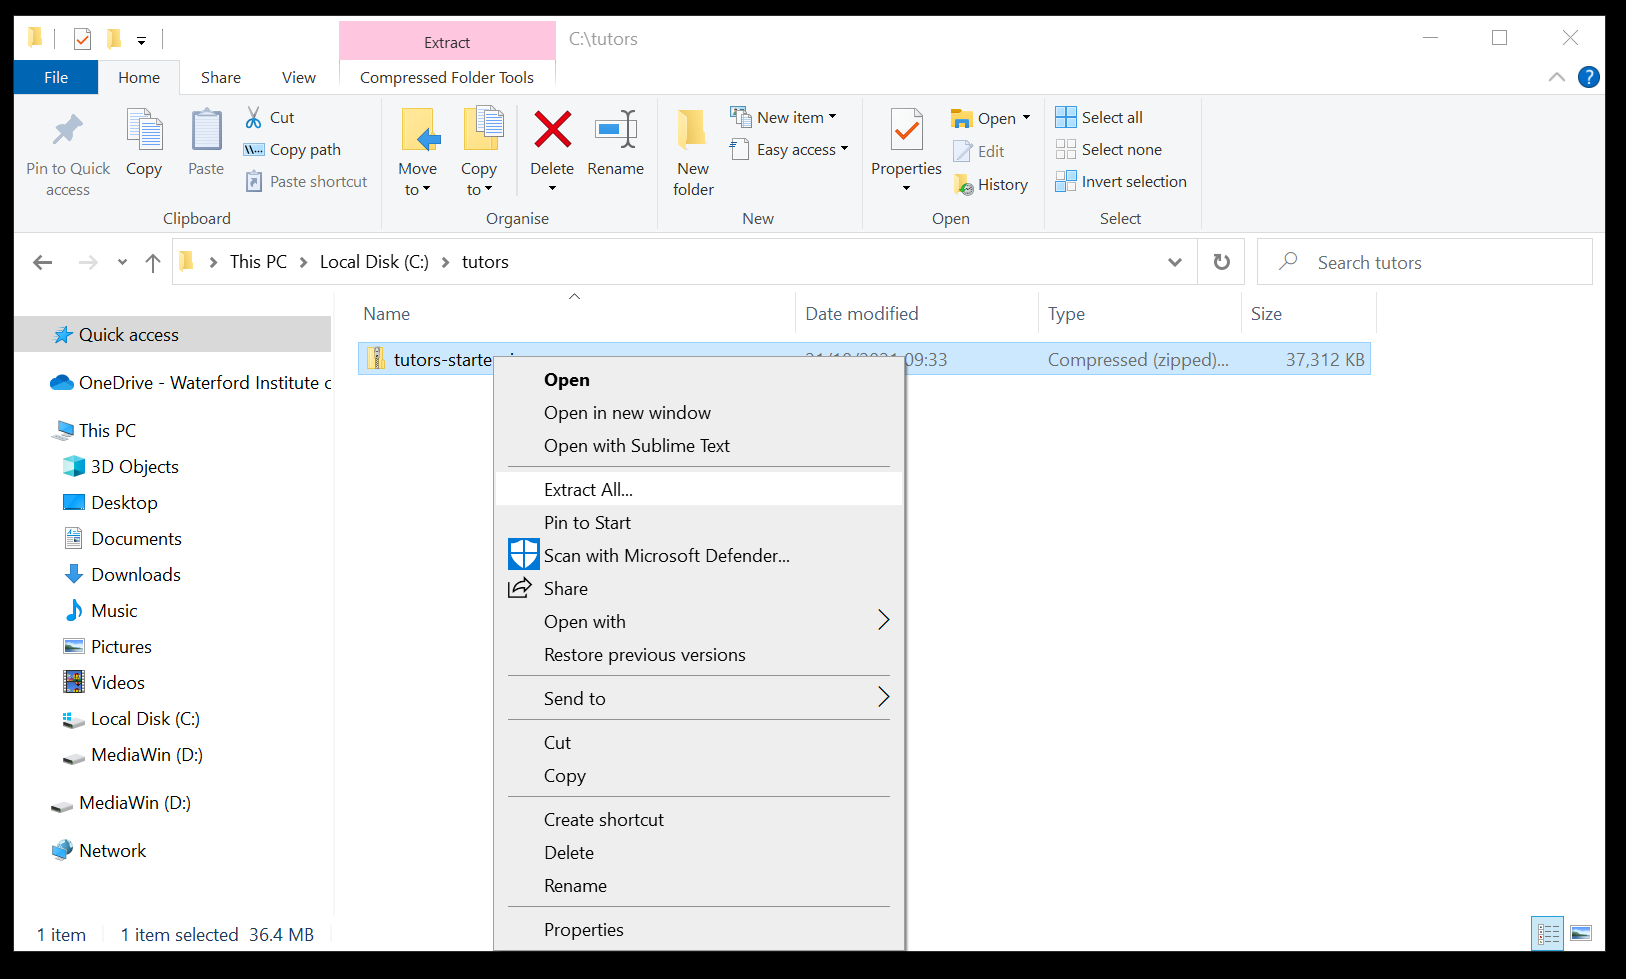 Extract
C:\tutors
File
Home
Share
View
Compressed Folder Tools
?
Pin to Quick access
Copy
Paste
Cut
Copy path
Paste shortcut
Clipboard
Move to
Copy to
Delete
Rename
Organise
New folder
New item
Easy access
New
Properties
Open
Edit
History
Open
Select all
Select none
Invert selection
Select
This PC
Local Disk (C:)
tutors
Search tutors
Name
Date modified
Type
Size
Quick access
OneDrive - Waterford Institute
This PC
3D Objects
Desktop
Documents
Downloads
Music
Pictures
Videos
Local Disk (C:)
MediaWin (D:)
MediaWin (D:)
Network
tutors-starte
09:33
Compressed (zipped)...
37,312 KB
Open
Open in new window
Open with Sublime Text
Extract All...
Pin to Start
Scan with Microsoft Defender...
Share
Open with
Restore previous versions
Send to
Cut
Copy
Create shortcut
Delete
Rename
Properties
1 item
1 item selected 36.4 MB